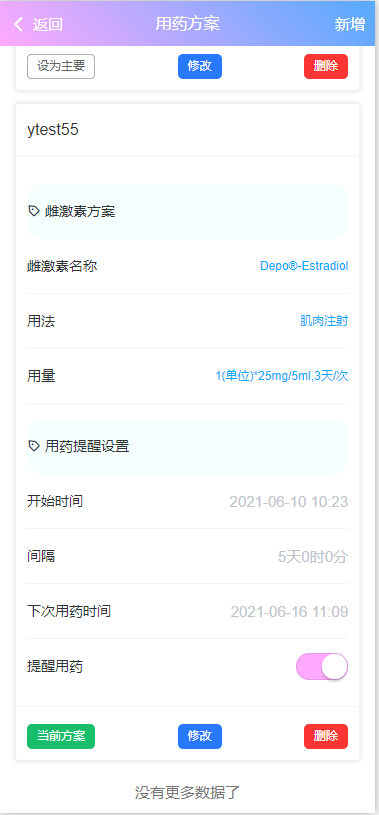 返回 用药方案 新增
设为主要 修改 删除
ytest55
雌激素方案
雌激素名称 Depo®-Estradiol
用法 肌肉注射
用量 1(单位)*25mg/5ml,3天/次
用药提醒设置
开始时间 2021-06-10 10:23
间隔 5天0时0分
下次用药时间 2021-06-16 11:09
提醒用药
当前方案 修改 删除
没有更多数据了